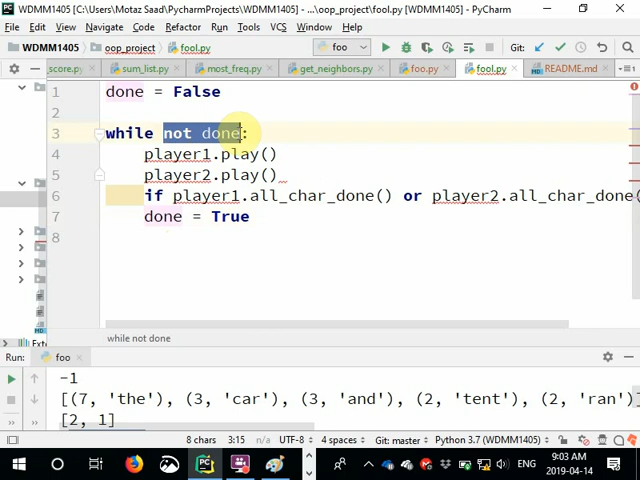 WDMM1405 [C:\Users\Motaz Saad\PycharmProjects\WDMM1405] - ...\oop_project\fool.py - PyCharm
File Edit View Navigate Code Refactor Run Tools VCS Window Help
WDMM1405 oop_project fool.py foo Git:
_score.py sum_list.py most_freq.py get_neighbors.py foo.py fool.py README.md
1 done = False
2
3 while not done:
4 player1.play()
5 player2.play()
6 if player1.all_char_done() or player2.all_char_done(
7 done = True
8
Exte
while not done
Run: foo
-1
[(7, 'the'), (3, 'car'), (3, 'and'), (2, 'tent'), (2, 'ran')]
[2, 1]
8 chars 3:15 n/a UTF-8 4 spaces Git: master Python 3.7 (WDMM1405)
ENG 9:03 AM
2019-04-14